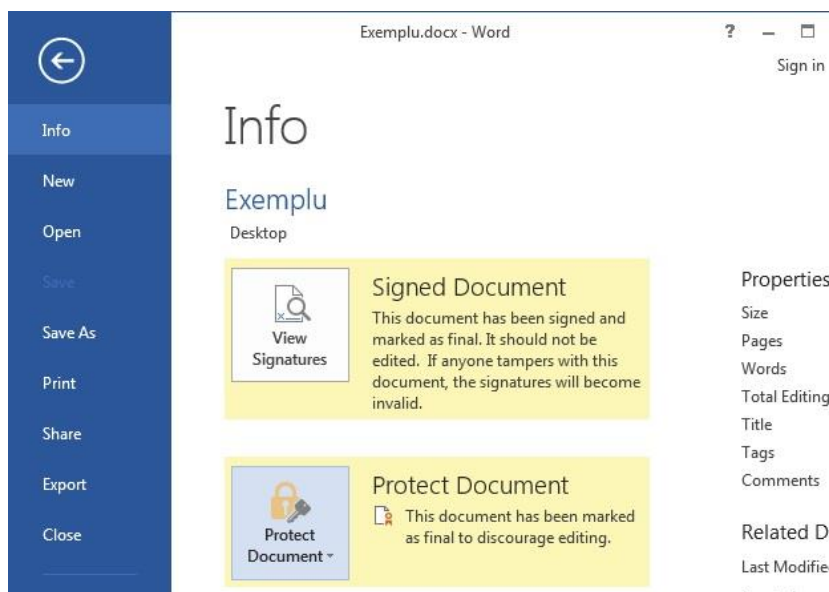 Exemplu.docx - Word
?
Sign in
Info
New
Open
Save
Save As
Print
Share
Export
Close
Info
Exemplu
Desktop
View
Signatures
Signed Document
This document has been signed and
marked as final. It should not be
edited. If anyone tampers with this
document, the signatures will become
invalid.
Protect
Document
Protect Document
This document has been marked
as final to discourage editing.
Properties
Size
Pages
Words
Total Editing
Title
Tags
Comments
Related D
Last Modifie